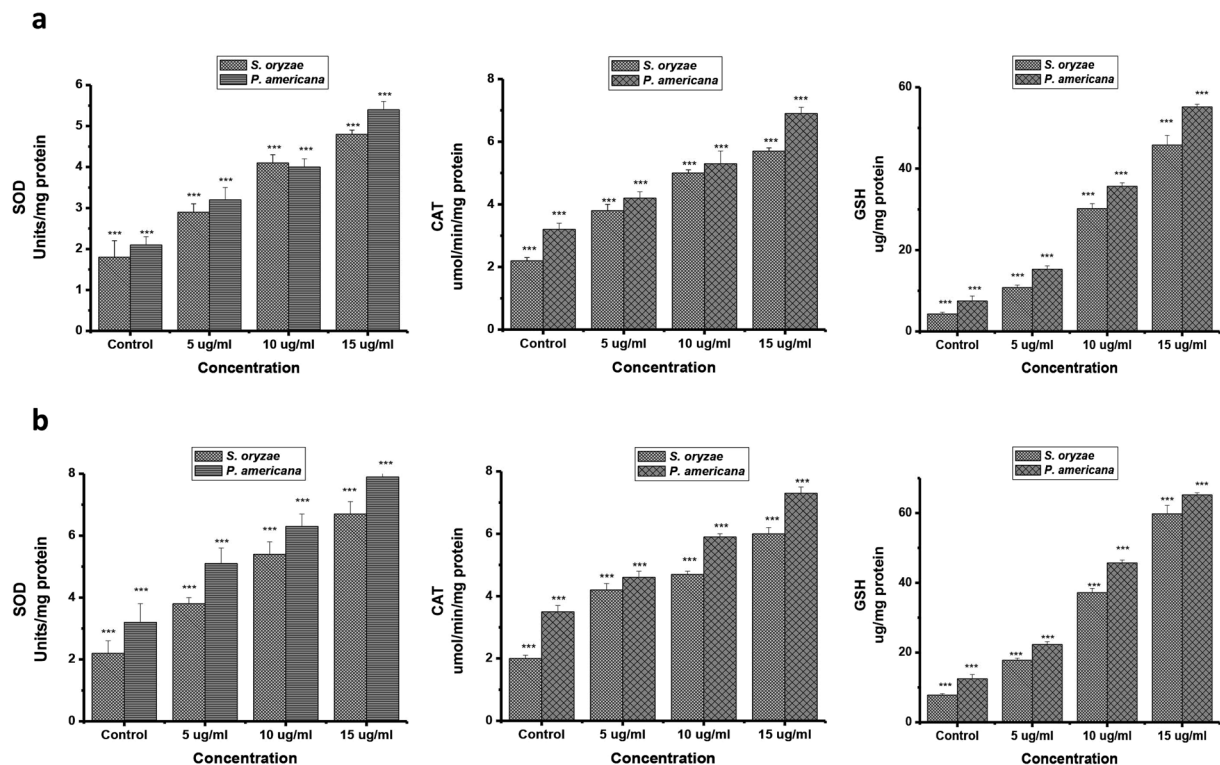 a
S. oryzae
P. americana
SOD
Units/mg protein
6
5
4
3
2
1
0
*** *** *** *** *** *** *** ***
Control 5 ug/ml 10 ug/ml 15 ug/ml
Concentration
S. oryzae
P. americana
CAT
umol/min/mg protein
8
6
4
2
0
*** *** *** *** *** *** *** ***
Control 5 ug/ml 10 ug/ml 15 ug/ml
Concentration
S. oryzae
P. americana
GSH
ug/mg protein
60
40
20
0
*** *** *** *** *** *** *** ***
Control 5 ug/ml 10 ug/ml 15 ug/ml
Concentration
b
S. oryzae
P. americana
SOD
Units/mg protein
8
6
4
2
0
*** *** *** *** *** *** *** ***
Control 5 ug/ml 10 ug/ml 15 ug/ml
Concentration
S. oryzae
P. americana
CAT
umol/min/mg protein
8
6
4
2
0
*** *** *** *** *** *** *** ***
Control 5 ug/ml 10 ug/ml 15 ug/ml
Concentration
S. oryzae
P. americana
GSH
ug/mg protein
60
40
20
0
*** *** *** *** *** *** *** ***
Control 5 ug/ml 10 ug/ml 15 ug/ml
Concentration